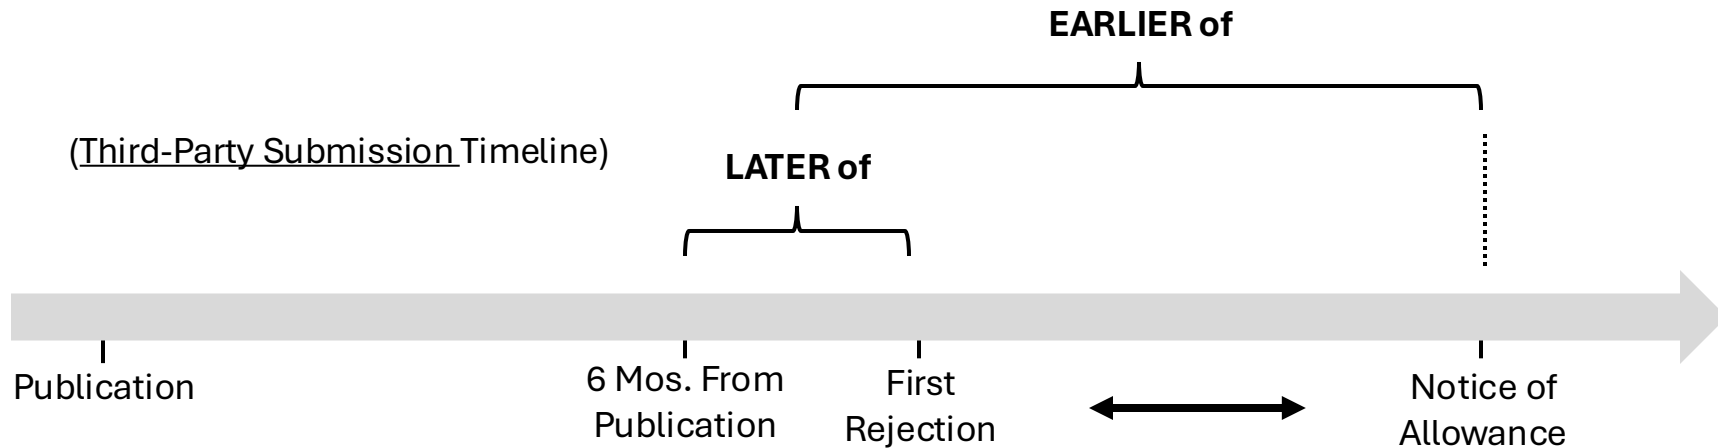 EARLIER of
(Third-Party Submission Timeline)
LATER of
Publication
6 Mos. From
Publication
First
Rejection
Notice of
Allowance